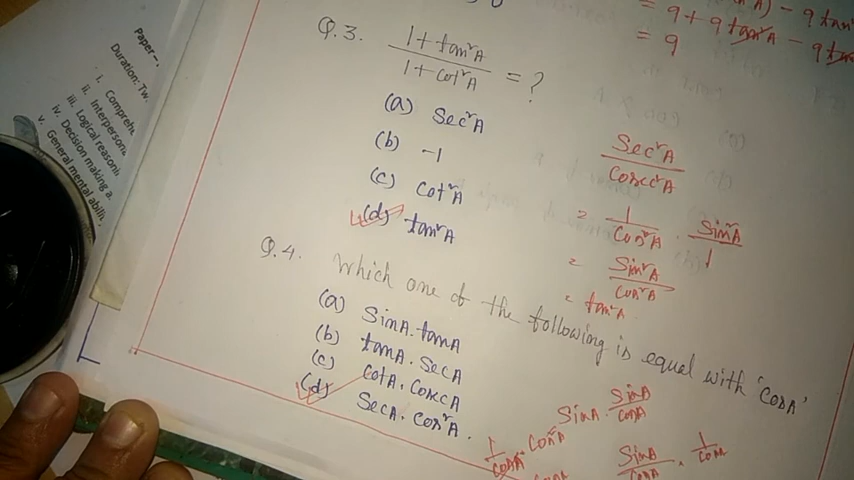 = 9 + 9 tan²A - 9 tan²
= 9
Paper-
Duration: Tw
i. Comprehe
ii. Interperson
iii. Logical reasoni
iv. Decision making a
v. General mental abili
Q.3. 1 + tan²A / 1 + cot²A = ?
(a) Sec²A
(b) -1
(c) cot²A
(d) tan²A
Sec²A / Cosec²A
= 1 / Cos²A . Sin²A / 1
= Sin²A / Cos²A
= tan²A
Q.4. Which one of the following is equal with 'CosA'
(a) SinA.tanA
(b) tanA.SecA
(c) CotA.CosecA
(d) SecA.Cos²A.
SinA. SinA / CosA
1 / CosA Cos²A
SinA / CosA . 1 / CosA